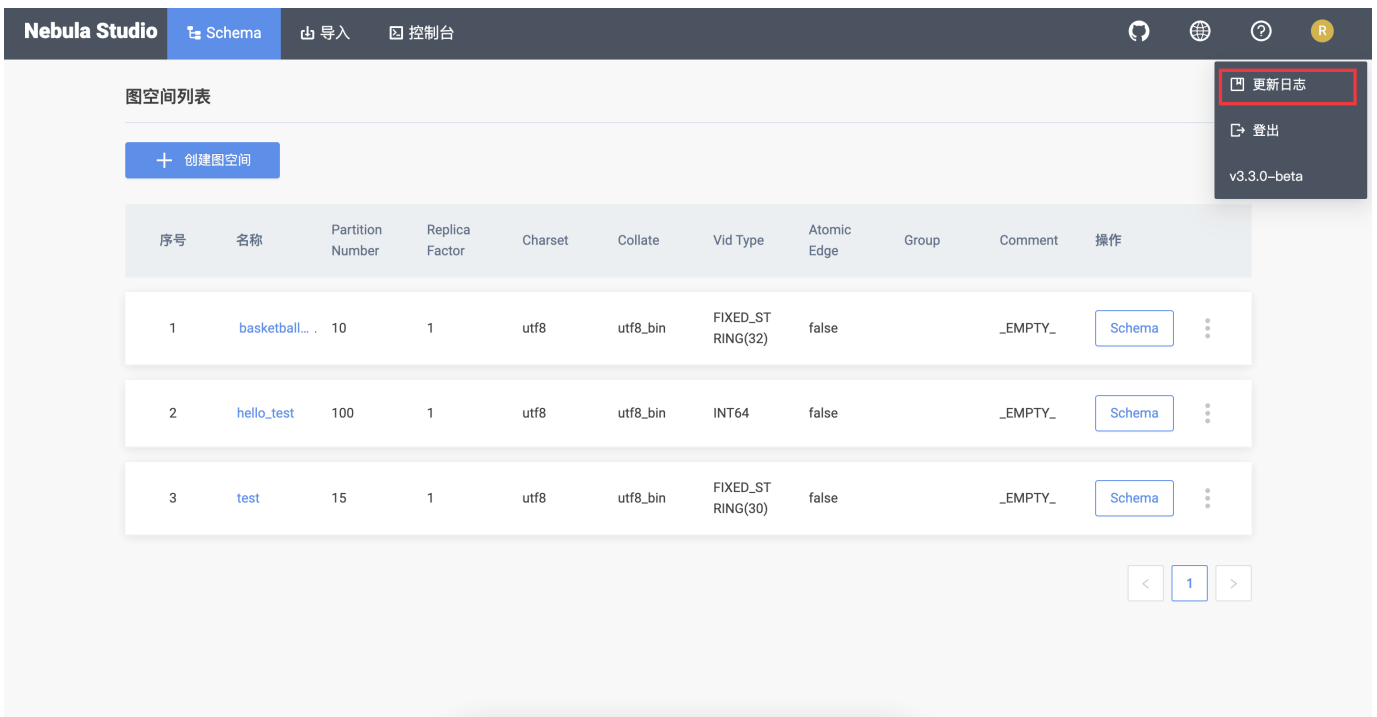 Nebula Studio Schema 导入 控制台 R
更新日志
登出
v3.3.0-beta
图空间列表
创建图空间
序号 名称 Partition Number Replica Factor Charset Collate Vid Type Atomic Edge Group Comment 操作
1 basketball... . 10 1 utf8 utf8_bin FIXED_ST RING(32) false _EMPTY_ Schema
2 hello_test 100 1 utf8 utf8_bin INT64 false _EMPTY_ Schema
3 test 15 1 utf8 utf8_bin FIXED_ST RING(30) false _EMPTY_ Schema
< 1 >